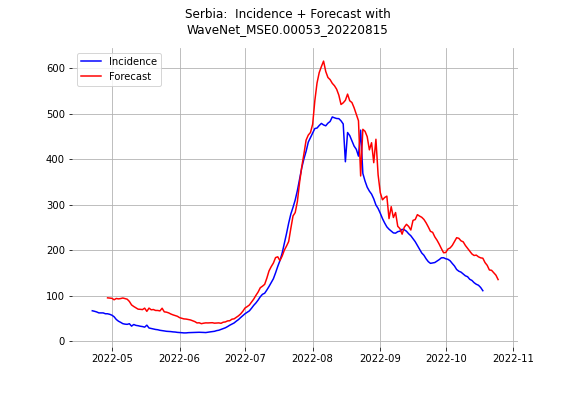 Serbia:  Incidence + Forecast with
WaveNet_MSE0.00053_20220815
Incidence
Forecast
600
500
400
300
200
100
0
2022-05 2022-06 2022-07 2022-08 2022-09 2022-10 2022-11